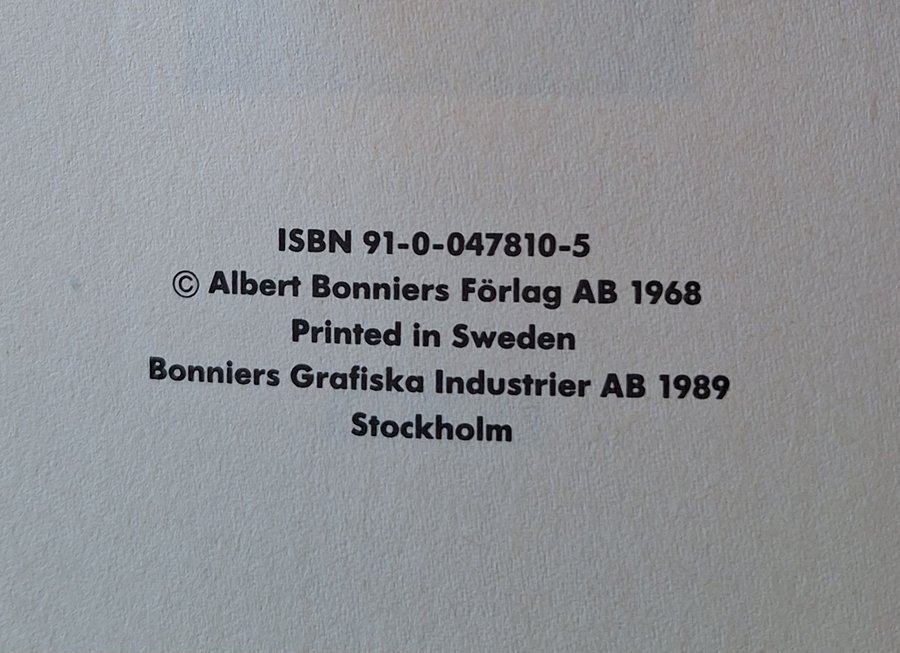 ISBN 91-0-047810-5
© Albert Bonniers Förlag AB 1968
Printed in Sweden
Bonniers Grafiska Industrier AB 1989
Stockholm